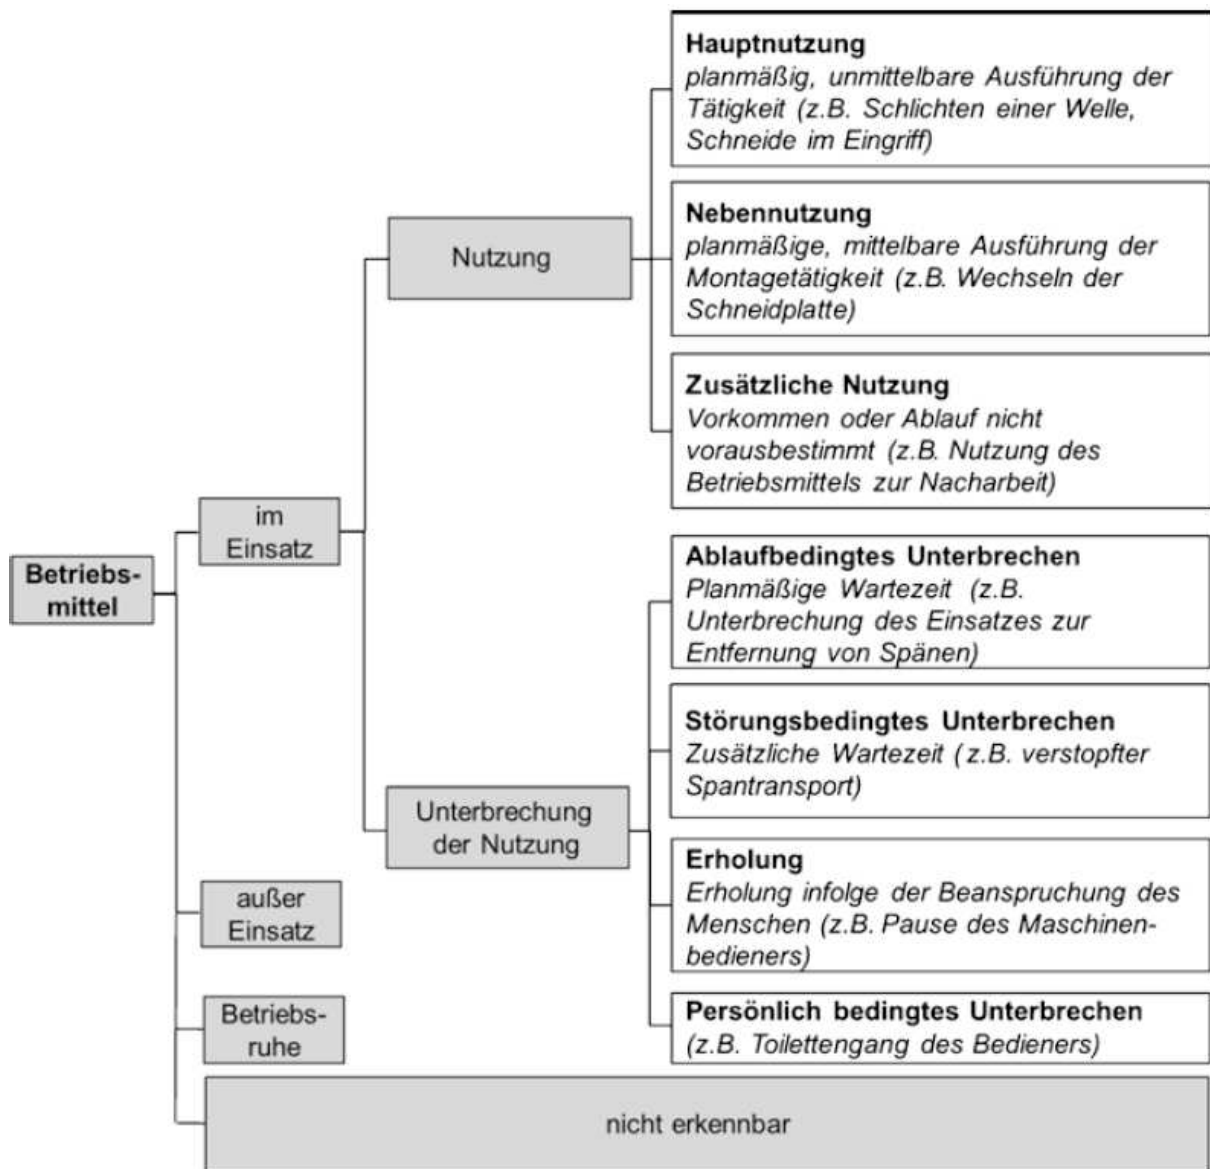 Betriebs-
mittel
im
Einsatz
außer
Einsatz
Betriebs-
ruhe
nicht erkennbar
Nutzung
Unterbrechung
der Nutzung
Hauptnutzung
planmäßig, unmittelbare Ausführung der
Tätigkeit (z.B. Schlichten einer Welle,
Schneide im Eingriff)
Nebennutzung
planmäßige, mittelbare Ausführung der
Montagetätigkeit (z.B. Wechseln der
Schneidplatte)
Zusätzliche Nutzung
Vorkommen oder Ablauf nicht
vorausbestimmt (z.B. Nutzung des
Betriebsmittels zur Nacharbeit)
Ablaufbedingtes Unterbrechen
Planmäßige Wartezeit (z.B.
Unterbrechung des Einsatzes zur
Entfernung von Spänen)
Störungsbedingtes Unterbrechen
Zusätzliche Wartezeit (z.B. verstopfter
Spantransport)
Erholung
Erholung infolge der Beanspruchung des
Menschen (z.B. Pause des Maschinen-
bedieners)
Persönlich bedingtes Unterbrechen
(z.B. Toilettengang des Bedieners)